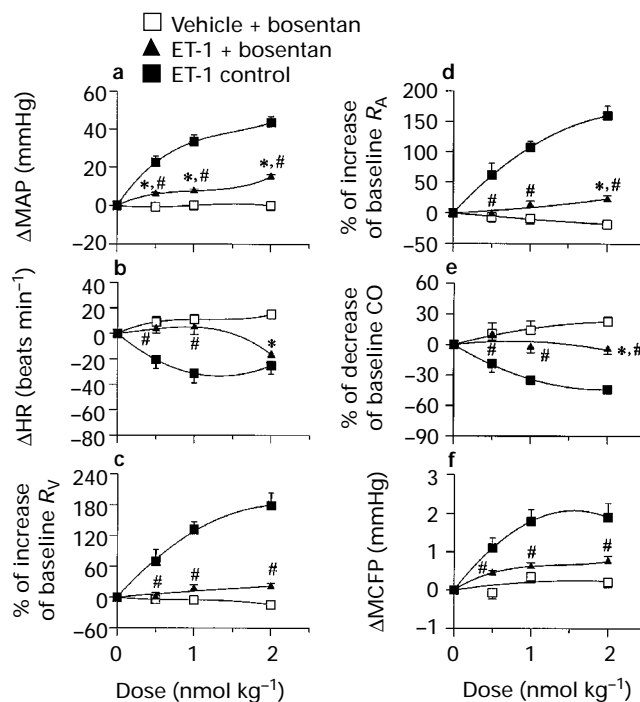 Vehicle + bosentan
ET-1 + bosentan
ET-1 control
a
ΔMAP (mmHg)
60
40
20
0
−20
*,#
*,#
*,#
b
ΔHR (beats min⁻¹)
40
20
0
−20
−40
−60
−80
#
#
*
c
% of increase
of baseline R_V
240
180
120
60
0
−60
#
#
#
0
1
2
Dose (nmol kg⁻¹)
d
% of increase
of baseline R_A
200
150
100
50
0
−50
#
#
*,#
e
% of decrease
of baseline CO
60
30
0
−30
−60
−90
#
#
*,#
f
ΔMCFP (mmHg)
3
2
1
0
−1
#
#
#
0
1
2
Dose (nmol kg⁻¹)